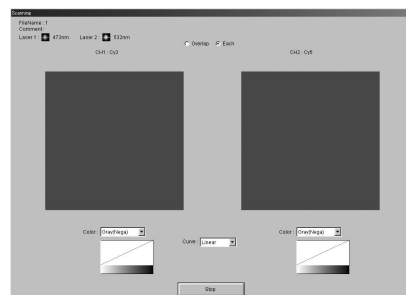 Scanning
FileName : 1
Comment:
Laser 1 : 473nm Laser 2 : 532nm
Overlap Each
CH1 : Cy3 CH2 : Cy5
Color : Gray(Nega) Color : Gray(Nega)
Curve : Linear
Stop